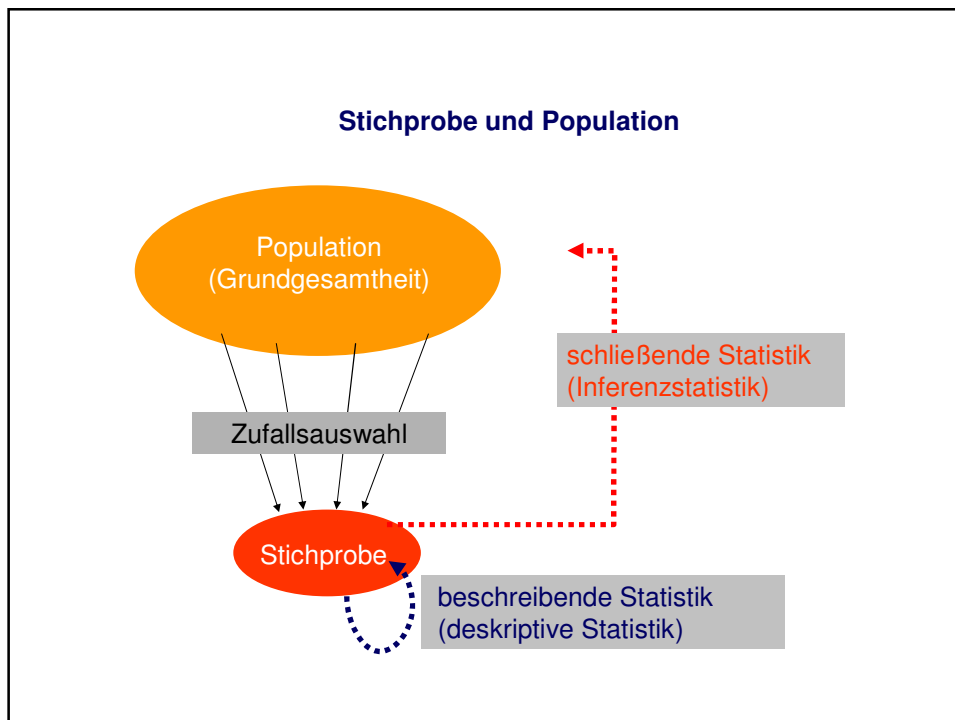 Stichprobe und Population
Population
(Grundgesamtheit)
schließende Statistik
(Inferenzstatistik)
Zufallsauswahl
Stichprobe
beschreibende Statistik
(deskriptive Statistik)